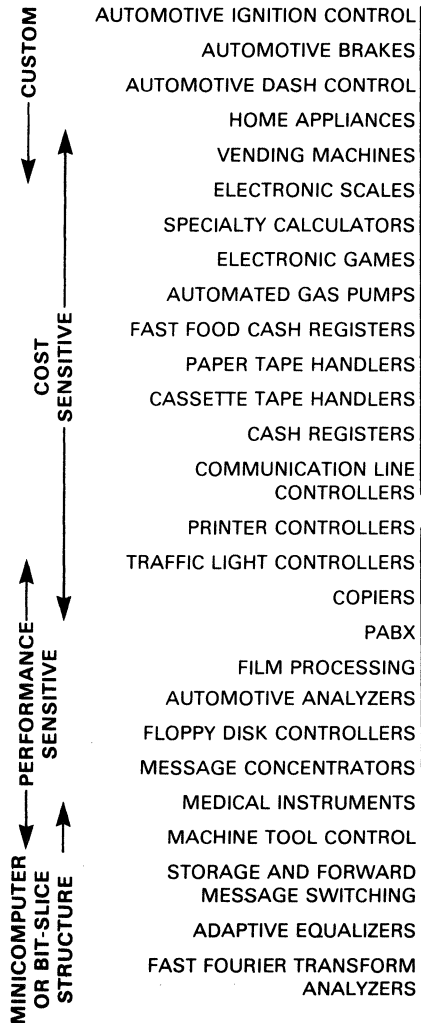 CUSTOM
COST
SENSITIVE
PERFORMANCE
SENSITIVE
MINICOMPUTER
OR BIT-SLICE
STRUCTURE
AUTOMOTIVE IGNITION CONTROL
AUTOMOTIVE BRAKES
AUTOMOTIVE DASH CONTROL
HOME APPLIANCES
VENDING MACHINES
ELECTRONIC SCALES
SPECIALTY CALCULATORS
ELECTRONIC GAMES
AUTOMATED GAS PUMPS
FAST FOOD CASH REGISTERS
PAPER TAPE HANDLERS
CASSETTE TAPE HANDLERS
CASH REGISTERS
COMMUNICATION LINE
CONTROLLERS
PRINTER CONTROLLERS
TRAFFIC LIGHT CONTROLLERS
COPIERS
PABX
FILM PROCESSING
AUTOMOTIVE ANALYZERS
FLOPPY DISK CONTROLLERS
MESSAGE CONCENTRATORS
MEDICAL INSTRUMENTS
MACHINE TOOL CONTROL
STORAGE AND FORWARD
MESSAGE SWITCHING
ADAPTIVE EQUALIZERS
FAST FOURIER TRANSFORM
ANALYZERS